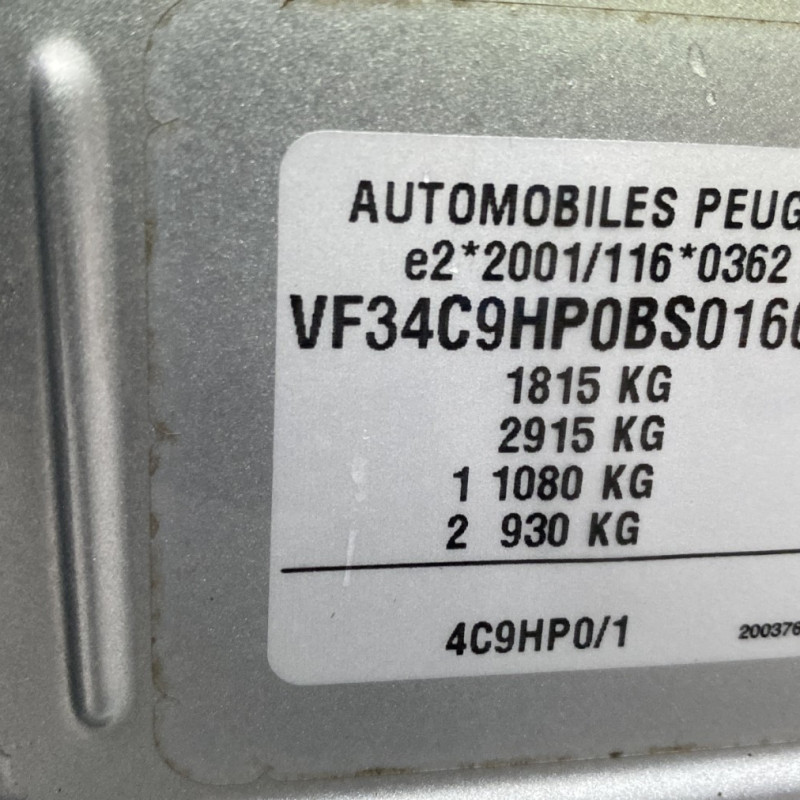 AUTOMOBILES PEUG
e2*2001/116*0362
VF34C9HP0BS016
1815 KG
2915 KG
1 1080 KG
2 930 KG
4C9HP0/1
200376